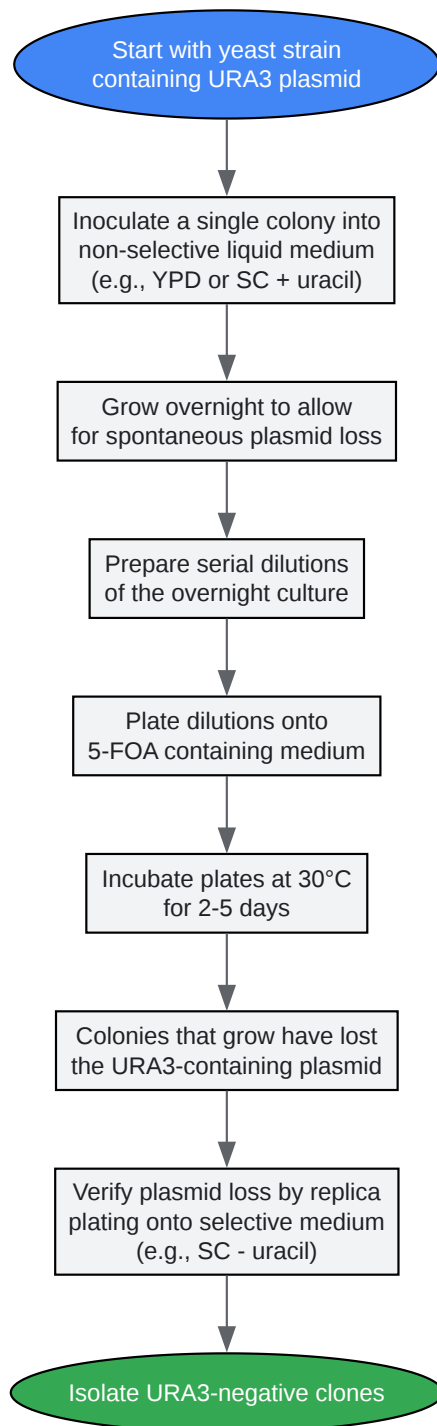 Start with yeast strain
containing URA3 plasmid
Inoculate a single colony into
non-selective liquid medium
(e.g., YPD or SC + uracil)
Grow overnight to allow
for spontaneous plasmid loss
Prepare serial dilutions
of the overnight culture
Plate dilutions onto
5-FOA containing medium
Incubate plates at 30°C
for 2-5 days
Colonies that grow have lost
the URA3-containing plasmid
Verify plasmid loss by replica
plating onto selective medium
(e.g., SC - uracil)
Isolate URA3-negative clones